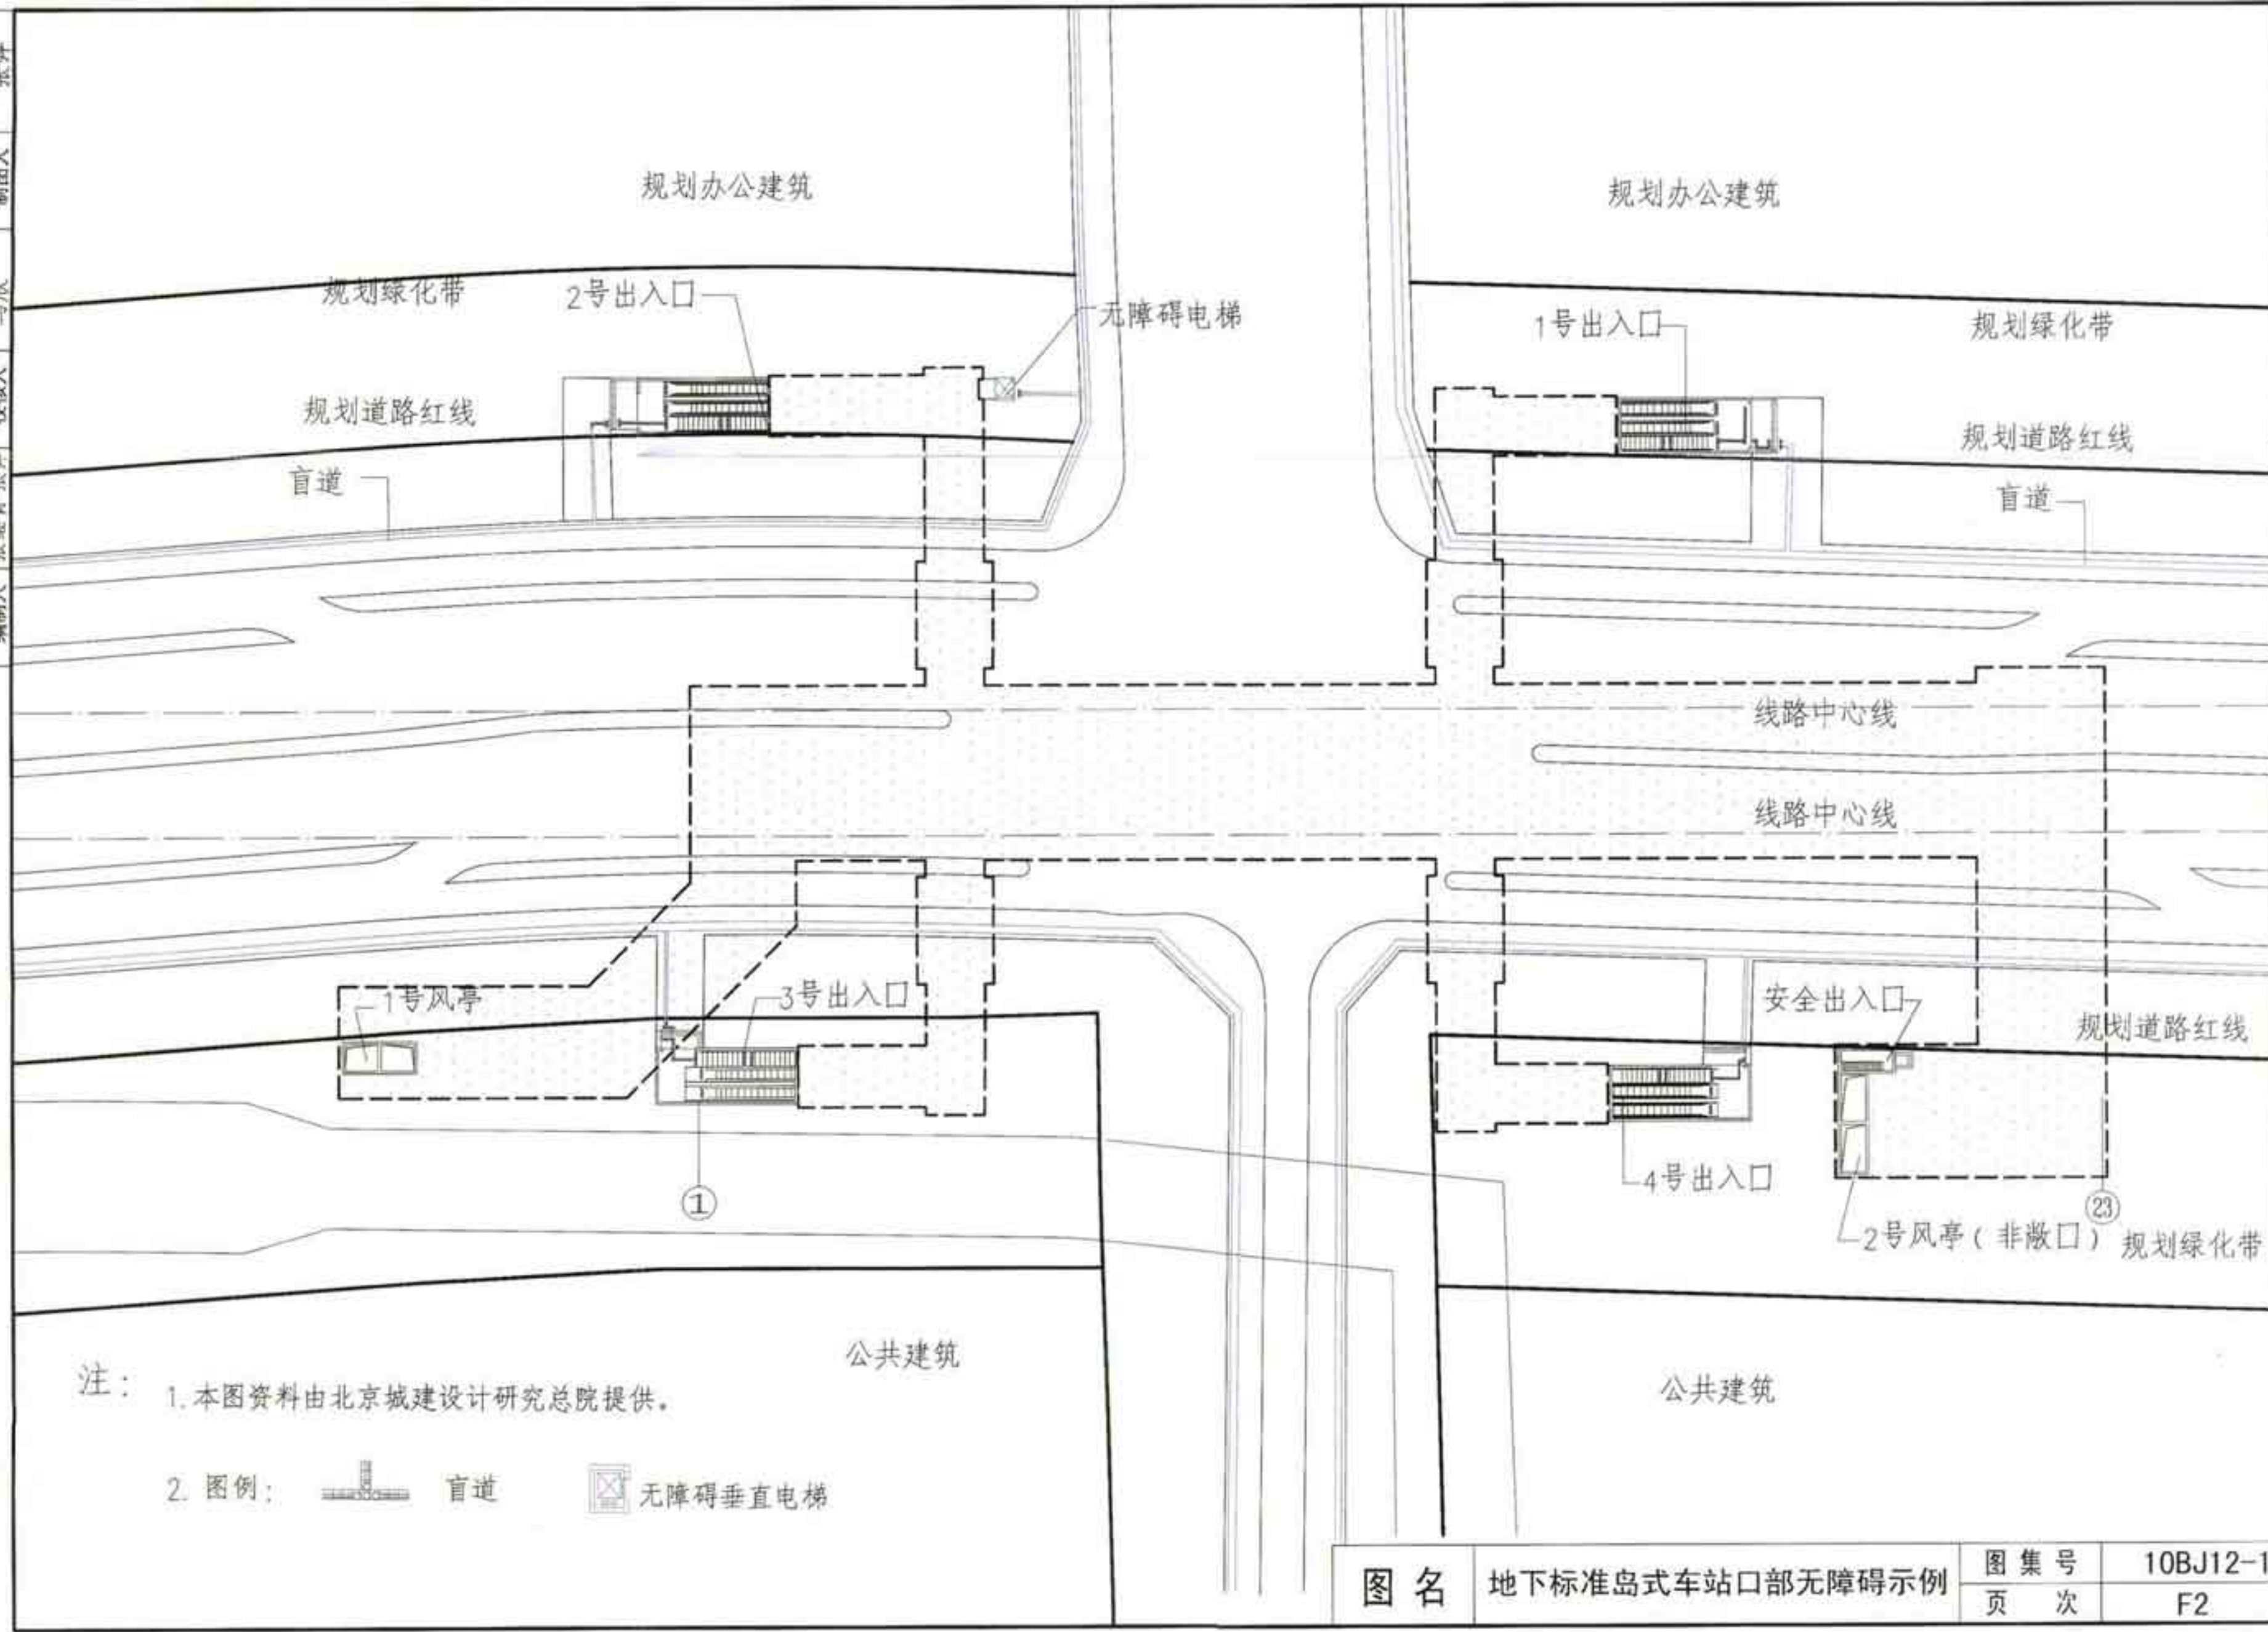 规划办公建筑
规划办公建筑
规划绿化带
2号出入口
无障碍电梯
1号出入口
规划绿化带
规划道路红线
规划道路红线
盲道
盲道
线路中心线
线路中心线
1号风亭
3号出入口
安全出入口
规划道路红线
4号出入口
①
㉓
2号风亭(非敞口)
规划绿化带
公共建筑
公共建筑
注:
1.本图资料由北京城建设计研究总院提供。
2.图例: 盲道 无障碍垂直电梯
图名 地下标准岛式车站口部无障碍示例
图集号 10BJ12-1
页次 F2